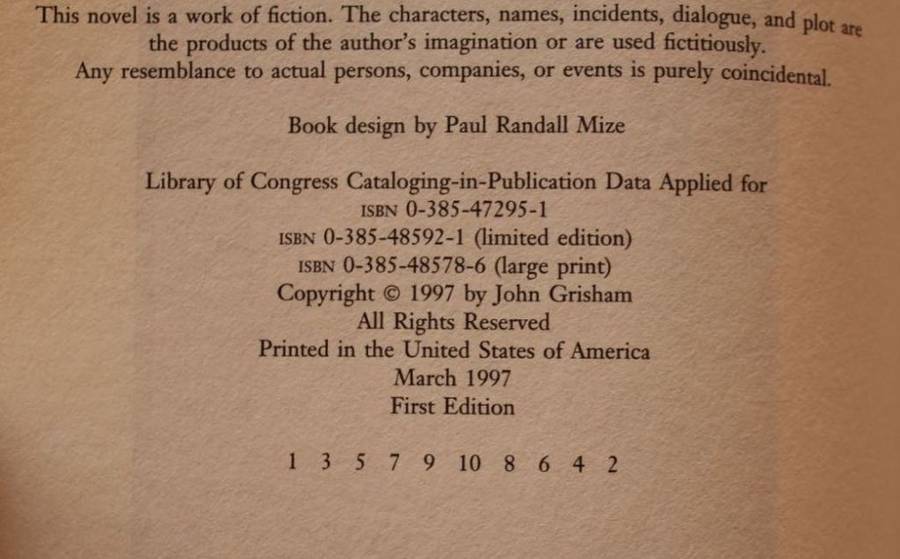 This novel is a work of fiction. The characters, names, incidents, dialogue, and plot are
the products of the author's imagination or are used fictitiously.
Any resemblance to actual persons, companies, or events is purely coincidental.
Book design by Paul Randall Mize
Library of Congress Cataloging-in-Publication Data Applied for
ISBN 0-385-47295-1
ISBN 0-385-48592-1 (limited edition)
ISBN 0-385-48578-6 (large print)
Copyright © 1997 by John Grisham
All Rights Reserved
Printed in the United States of America
March 1997
First Edition
1 3 5 7 9 10 8 6 4 2